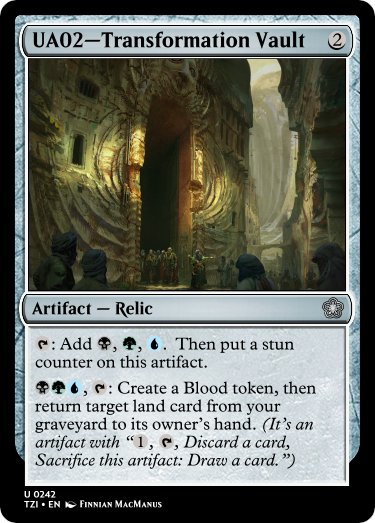 UA02—Transformation Vault 2
Artifact — Relic
: Add , , . Then put a stun
counter on this artifact.
, : Create a Blood token, then
return target land card from your
graveyard to its owner's hand. (It's an
artifact with “1, , Discard a card,
Sacrifice this artifact: Draw a card.”)
U 0242
TZI • EN Finnian MacManus